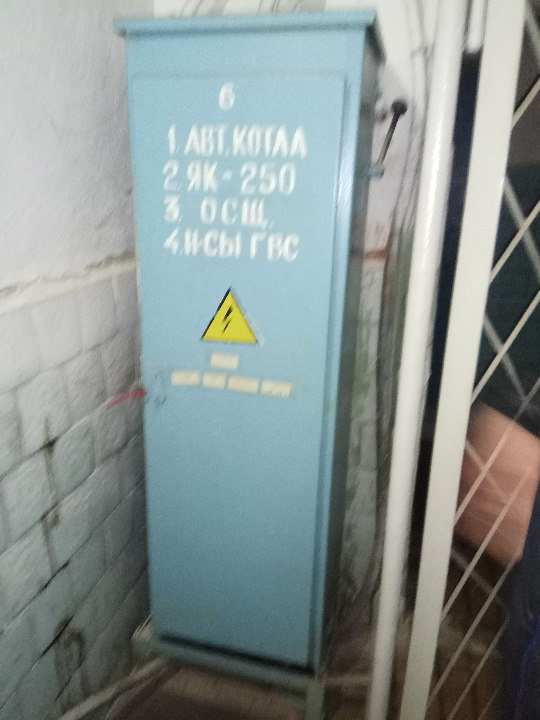 6
1. АВТ. КОТЛА
2. ЯК-250
3. ОСЩ.
4. Н-СЫ ГВС